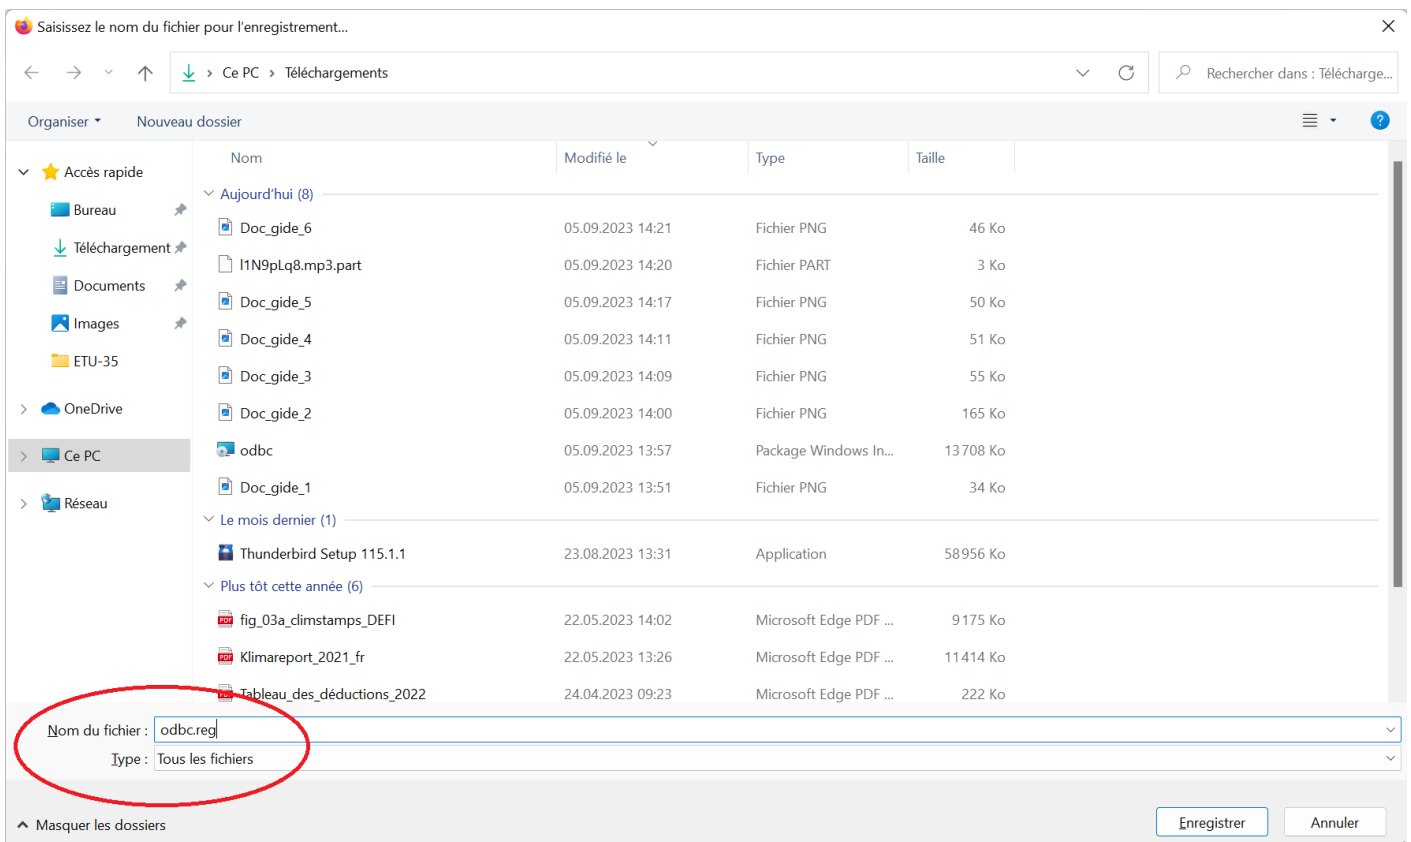 Saisissez le nom du fichier pour l'enregistrement...
Ce PC > Téléchargements
Rechercher dans : Télécharge...
Organiser
Nouveau dossier
?
Accès rapide
Bureau
Téléchargement
Documents
Images
ETU-35
OneDrive
Ce PC
Réseau
Nom Modifié le Type Taille
Aujourd'hui (8)
Doc_gide_6 05.09.2023 14:21 Fichier PNG 46 Ko
l1N9pLq8.mp3.part 05.09.2023 14:20 Fichier PART 3 Ko
Doc_gide_5 05.09.2023 14:17 Fichier PNG 50 Ko
Doc_gide_4 05.09.2023 14:11 Fichier PNG 51 Ko
Doc_gide_3 05.09.2023 14:09 Fichier PNG 55 Ko
Doc_gide_2 05.09.2023 14:00 Fichier PNG 165 Ko
odbc 05.09.2023 13:57 Package Windows In... 13 708 Ko
Doc_gide_1 05.09.2023 13:51 Fichier PNG 34 Ko
Le mois dernier (1)
Thunderbird Setup 115.1.1 23.08.2023 13:31 Application 58 956 Ko
Plus tôt cette année (6)
PDF fig_03a_climstamps_DEFI 22.05.2023 14:02 Microsoft Edge PDF ... 9 175 Ko
PDF Klimareport_2021_fr 22.05.2023 13:26 Microsoft Edge PDF ... 11 414 Ko
Tableau_des_déductions_2022 24.04.2023 09:23 Microsoft Edge PDF ... 222 Ko
Nom du fichier : odbc.reg
Type : Tous les fichiers
Masquer les dossiers
Enregistrer
Annuler